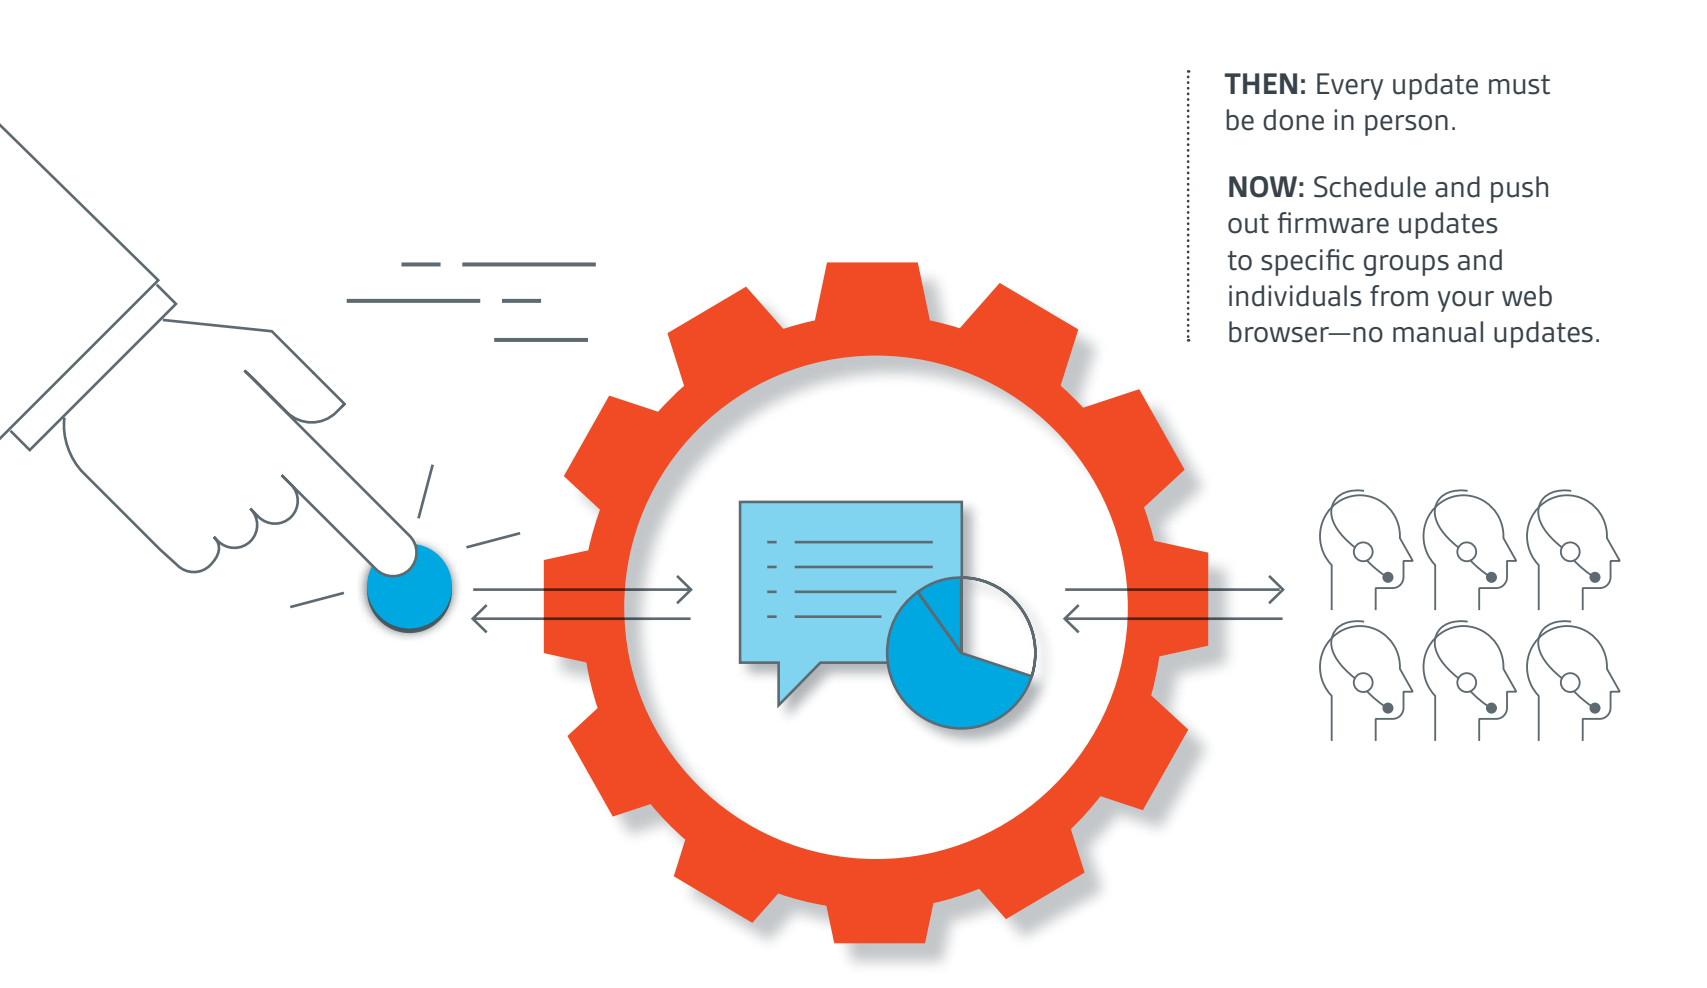 THEN: Every update must
be done in person.
NOW: Schedule and push
out firmware updates
to specific groups and
individuals from your web
browser—no manual updates.